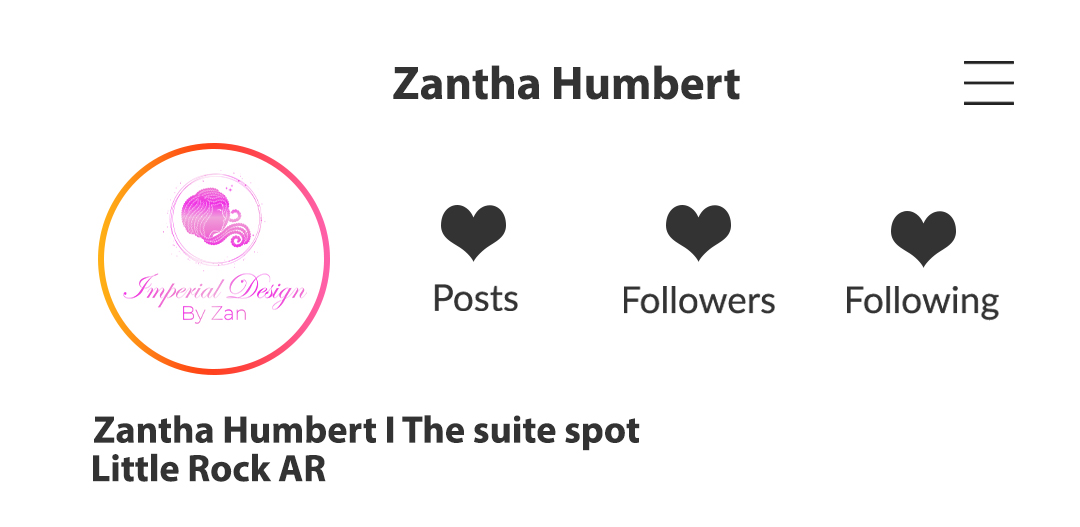 Zantha Humbert
Imperial Design
By Zan
Posts
Followers
Following
Zantha Humbert I The suite spot
Little Rock AR